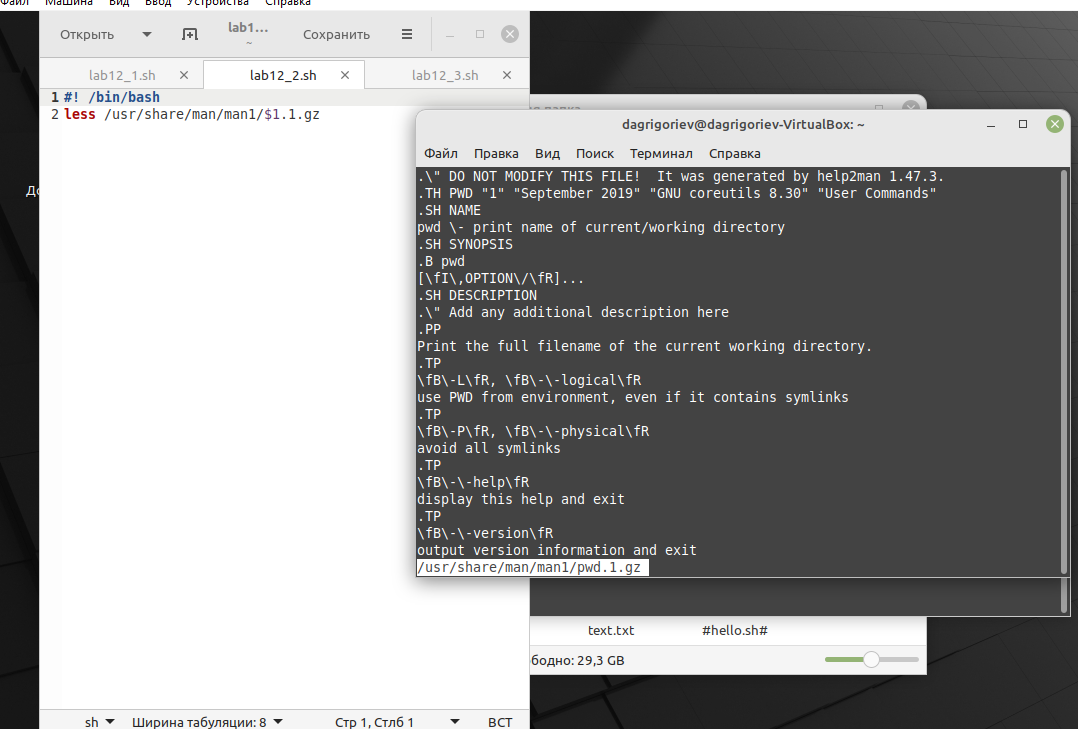 Файл Машина Вид Ввод Устройства Справка
Открыть lab1... Сохранить
~
lab12_1.sh lab12_2.sh lab12_3.sh
1 #! /bin/bash
2 less /usr/share/man/man1/$1.1.gz
dagrigoriev@dagrigoriev-VirtualBox: ~
Файл Правка Вид Поиск Терминал Справка
.\" DO NOT MODIFY THIS FILE!  It was generated by help2man 1.47.3.
.TH PWD "1" "September 2019" "GNU coreutils 8.30" "User Commands"
.SH NAME
pwd \- print name of current/working directory
.SH SYNOPSIS
.B pwd
[\fI\,OPTION\/\fR]...
.SH DESCRIPTION
.\" Add any additional description here
.PP
Print the full filename of the current working directory.
.TP
\fB\-L\fR, \fB\-\-logical\fR
use PWD from environment, even if it contains symlinks
.TP
\fB\-P\fR, \fB\-\-physical\fR
avoid all symlinks
.TP
\fB\-\-help\fR
display this help and exit
.TP
\fB\-\-version\fR
output version information and exit
/usr/share/man/man1/pwd.1.gz
text.txt #hello.sh#
29,3 GB
sh Ширина табуляции: 8 Стр 1, Стлб 1 ВСТ